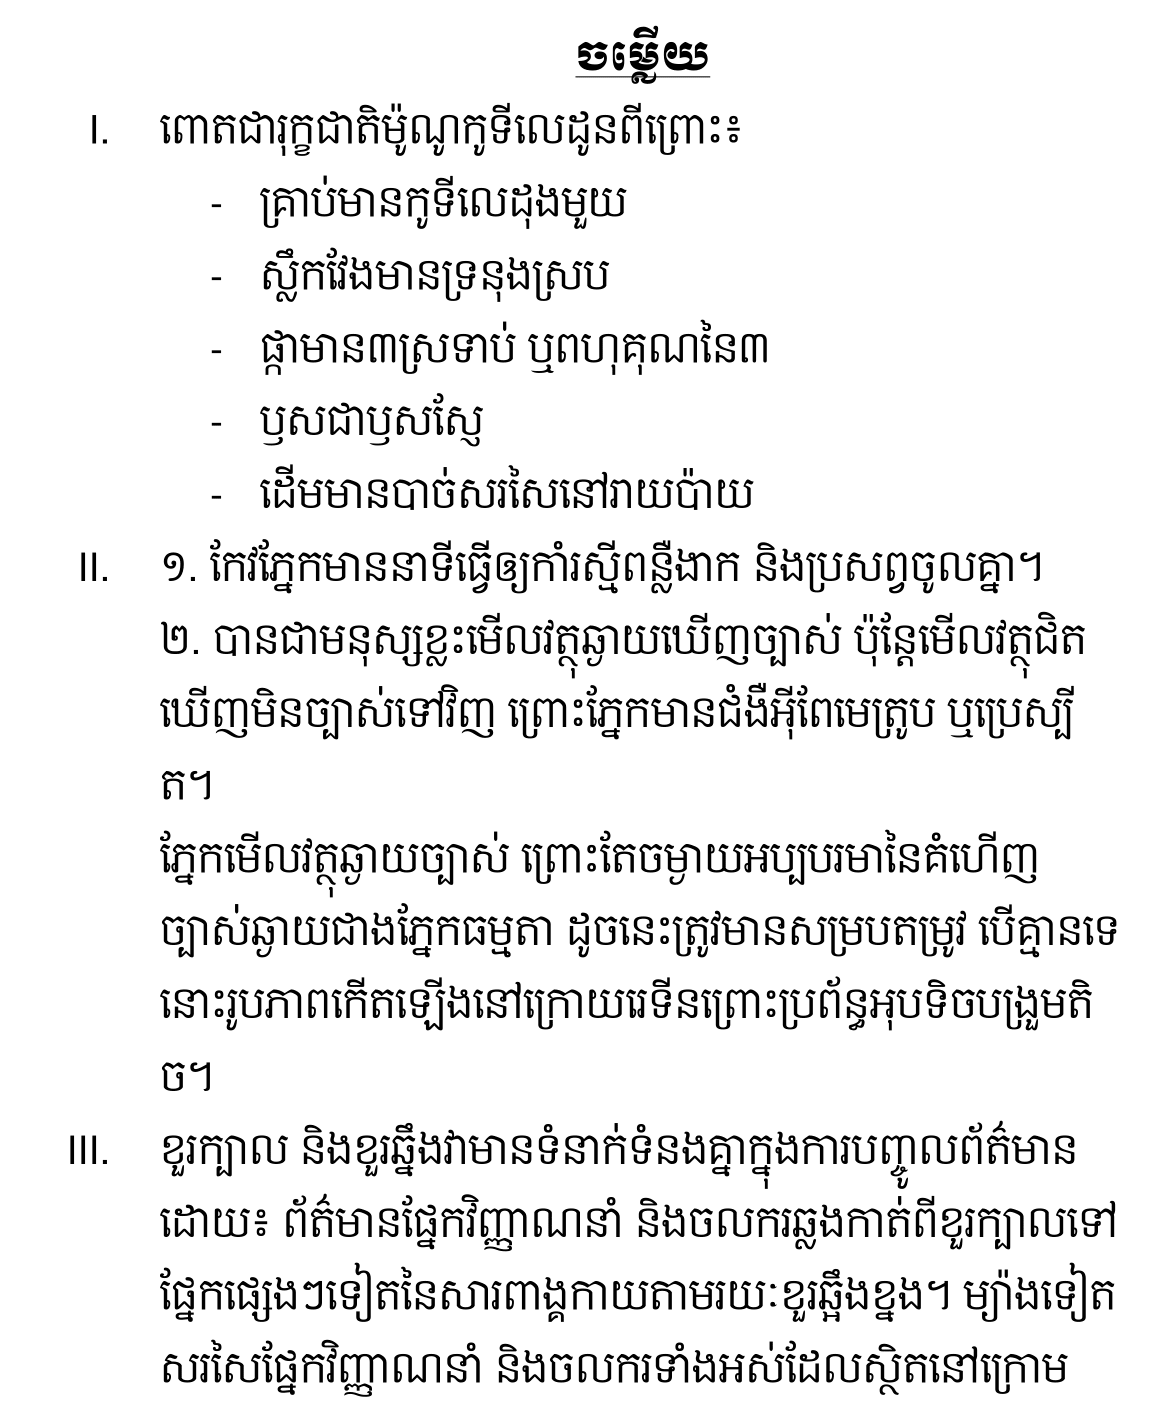 ចម្លើយ
I. ពោតជារុក្ខជាតិម៉ូណូកូទីលេដូនពីព្រោះ៖
- គ្រាប់មានកូទីលេដុងមួយ
- ស្លឹកវែងមានទ្រនុងស្រប
- ផ្កាមាន៣ស្រទាប់ ឬពហុគុណនៃ៣
- ឫសជាឫសស្ញែ
- ដើមមានបាច់សរសៃនៅរាយប៉ាយ
II. ១. កែវភ្នែកមាននាទីធ្វើឲ្យកាំរស្មីពន្លឺងាក និងប្រសព្វចូលគ្នា។
២. បានជាមនុស្សខ្លះមើលវត្ថុឆ្ងាយឃើញច្បាស់ ប៉ុន្តែមើលវត្ថុជិត
ឃើញមិនច្បាស់ទៅវិញ ព្រោះភ្នែកមានជំងឺអ៊ីពែមេត្រូប ឬប្រេស្បី
ត។
ភ្នែកមើលវត្ថុឆ្ងាយច្បាស់ ព្រោះតែចម្ងាយអប្បបរមានៃគំហើញ
ច្បាស់ឆ្ងាយជាងភ្នែកធម្មតា ដូចនេះត្រូវមានសម្របតម្រូវ បើគ្មានទេ
នោះរូបភាពកើតឡើងនៅក្រោយរេទីនព្រោះប្រព័ន្ធអុបទិចបង្រួមតិ
ច។
III. ខួរក្បាល និងខួរឆ្នឹងវាមានទំនាក់ទំនងគ្នាក្នុងការបញ្ចូលព័ត៌មាន
ដោយ៖ ព័ត៌មានផ្នែកវិញ្ញាណនាំ និងចលករឆ្លងកាត់ពីខួរក្បាលទៅ
ផ្នែកផ្សេងៗទៀតនៃសារពាង្គកាយតាមរយៈខួរឆ្អឹងខ្នង។ ម្យ៉ាងទៀត
សរសៃផ្នែកវិញ្ញាណនាំ និងចលករទាំងអស់ដែលស្ថិតនៅក្រោម